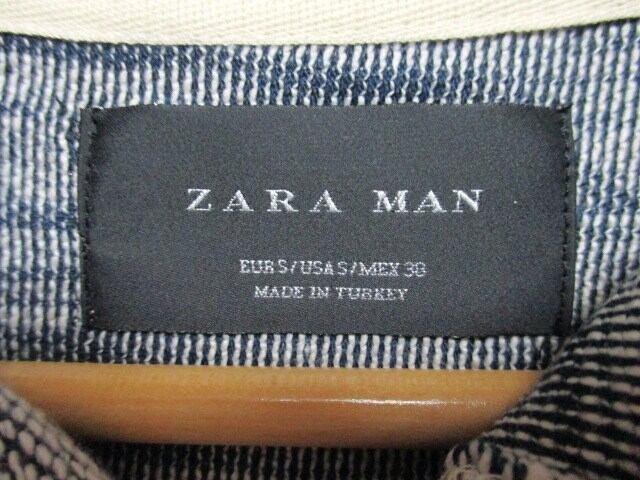 ZARA MAN
EUR S / USA S / MEX 38
MADE IN TURKEY